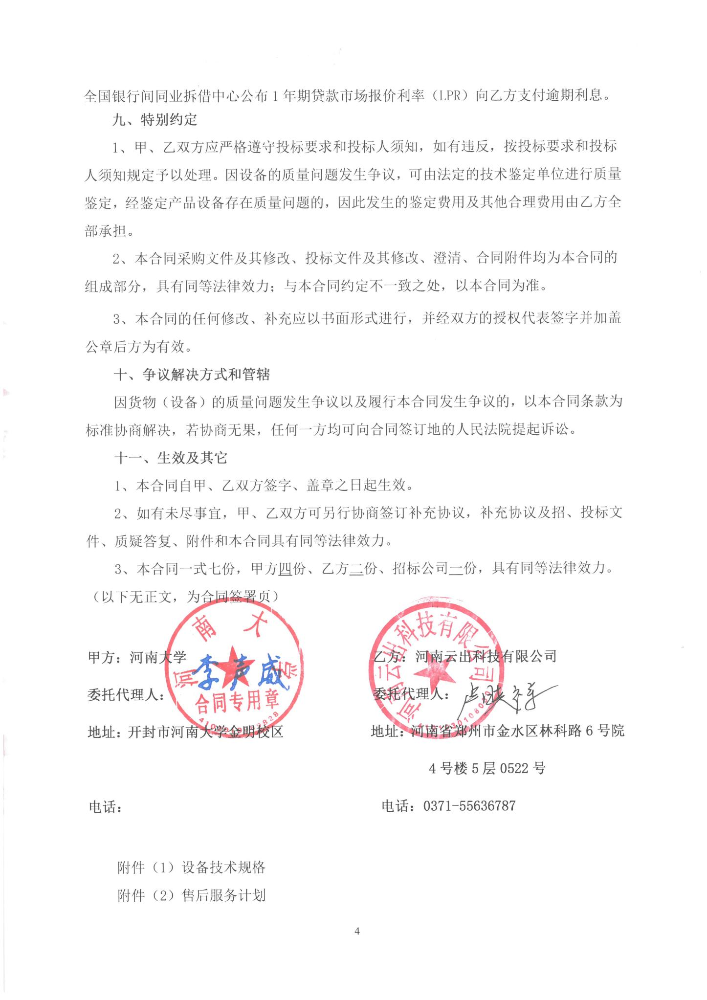 全国银行间同业拆借中心公布 1 年期贷款市场报价利率（LPR）向乙方支付逾期利息。
九、特别约定
1、甲、乙双方应严格遵守投标要求和投标人须知，如有违反，按投标要求和投标
人须知规定予以处理。因设备的质量问题发生争议，可由法定的技术鉴定单位进行质量
鉴定，经鉴定产品设备存在质量问题的，因此发生的鉴定费用及其他合理费用由乙方全
部承担。
2、本合同采购文件及其修改、投标文件及其修改、澄清、合同附件均为本合同的
组成部分，具有同等法律效力；与本合同约定不一致之处，以本合同为准。
3、本合同的任何修改、补充应以书面形式进行，并经双方的授权代表签字并加盖
公章后方为有效。
十、争议解决方式和管辖
因货物（设备）的质量问题发生争议以及履行本合同发生争议的，以本合同条款为
标准协商解决，若协商无果，任何一方均可向合同签订地的人民法院提起诉讼。
十一、生效及其它
1、本合同自甲、乙双方签字、盖章之日起生效。
2、如有未尽事宜，甲、乙双方可另行协商签订补充协议，补充协议及招、投标文
件、质疑答复、附件和本合同具有同等法律效力。
3、本合同一式七份，甲方四份、乙方二份、招标公司一份，具有同等法律效力。
（以下无正文，为合同签署页）
河南大学
合同专用章
河南云出科技有限公司
甲方：河南大学
乙方：河南云出科技有限公司
李声威
委托代理人：
委托代理人：
地址：开封市河南大学金明校区
地址：河南省郑州市金水区林科路 6 号院
4 号楼 5 层 0522 号
电话：
电话：0371-55636787
附件（1）设备技术规格
附件（2）售后服务计划
4